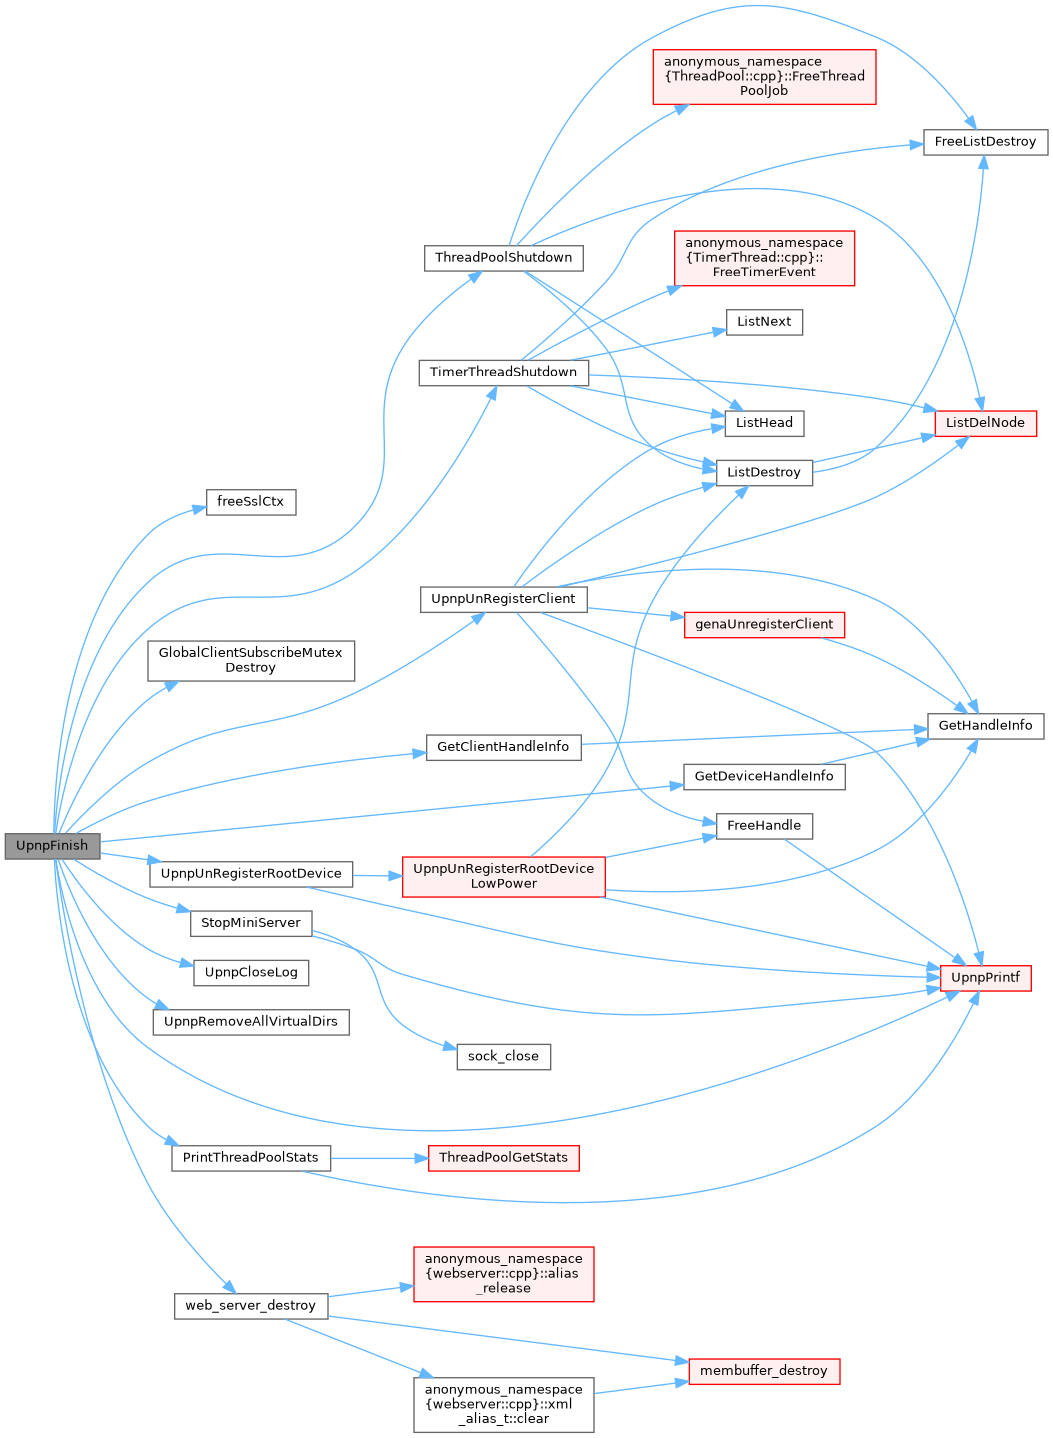 anonymous_namespace
{ThreadPool::cpp}::FreeThread
PoolJob
FreeListDestroy
ThreadPoolShutdown
anonymous_namespace
{TimerThread::cpp}::
FreeTimerEvent
ListNext
TimerThreadShutdown
ListHead
ListDelNode
ListDestroy
freeSslCtx
UpnpUnRegisterClient
genaUnregisterClient
GlobalClientSubscribeMutex
Destroy
GetHandleInfo
GetClientHandleInfo
GetDeviceHandleInfo
FreeHandle
UpnpFinish
UpnpUnRegisterRootDevice
UpnpUnRegisterRootDevice
LowPower
StopMiniServer
UpnpCloseLog
UpnpPrintf
UpnpRemoveAllVirtualDirs
sock_close
PrintThreadPoolStats
ThreadPoolGetStats
anonymous_namespace
{webserver::cpp}::alias
_release
web_server_destroy
membuffer_destroy
anonymous_namespace
{webserver::cpp}::xml
_alias_t::clear